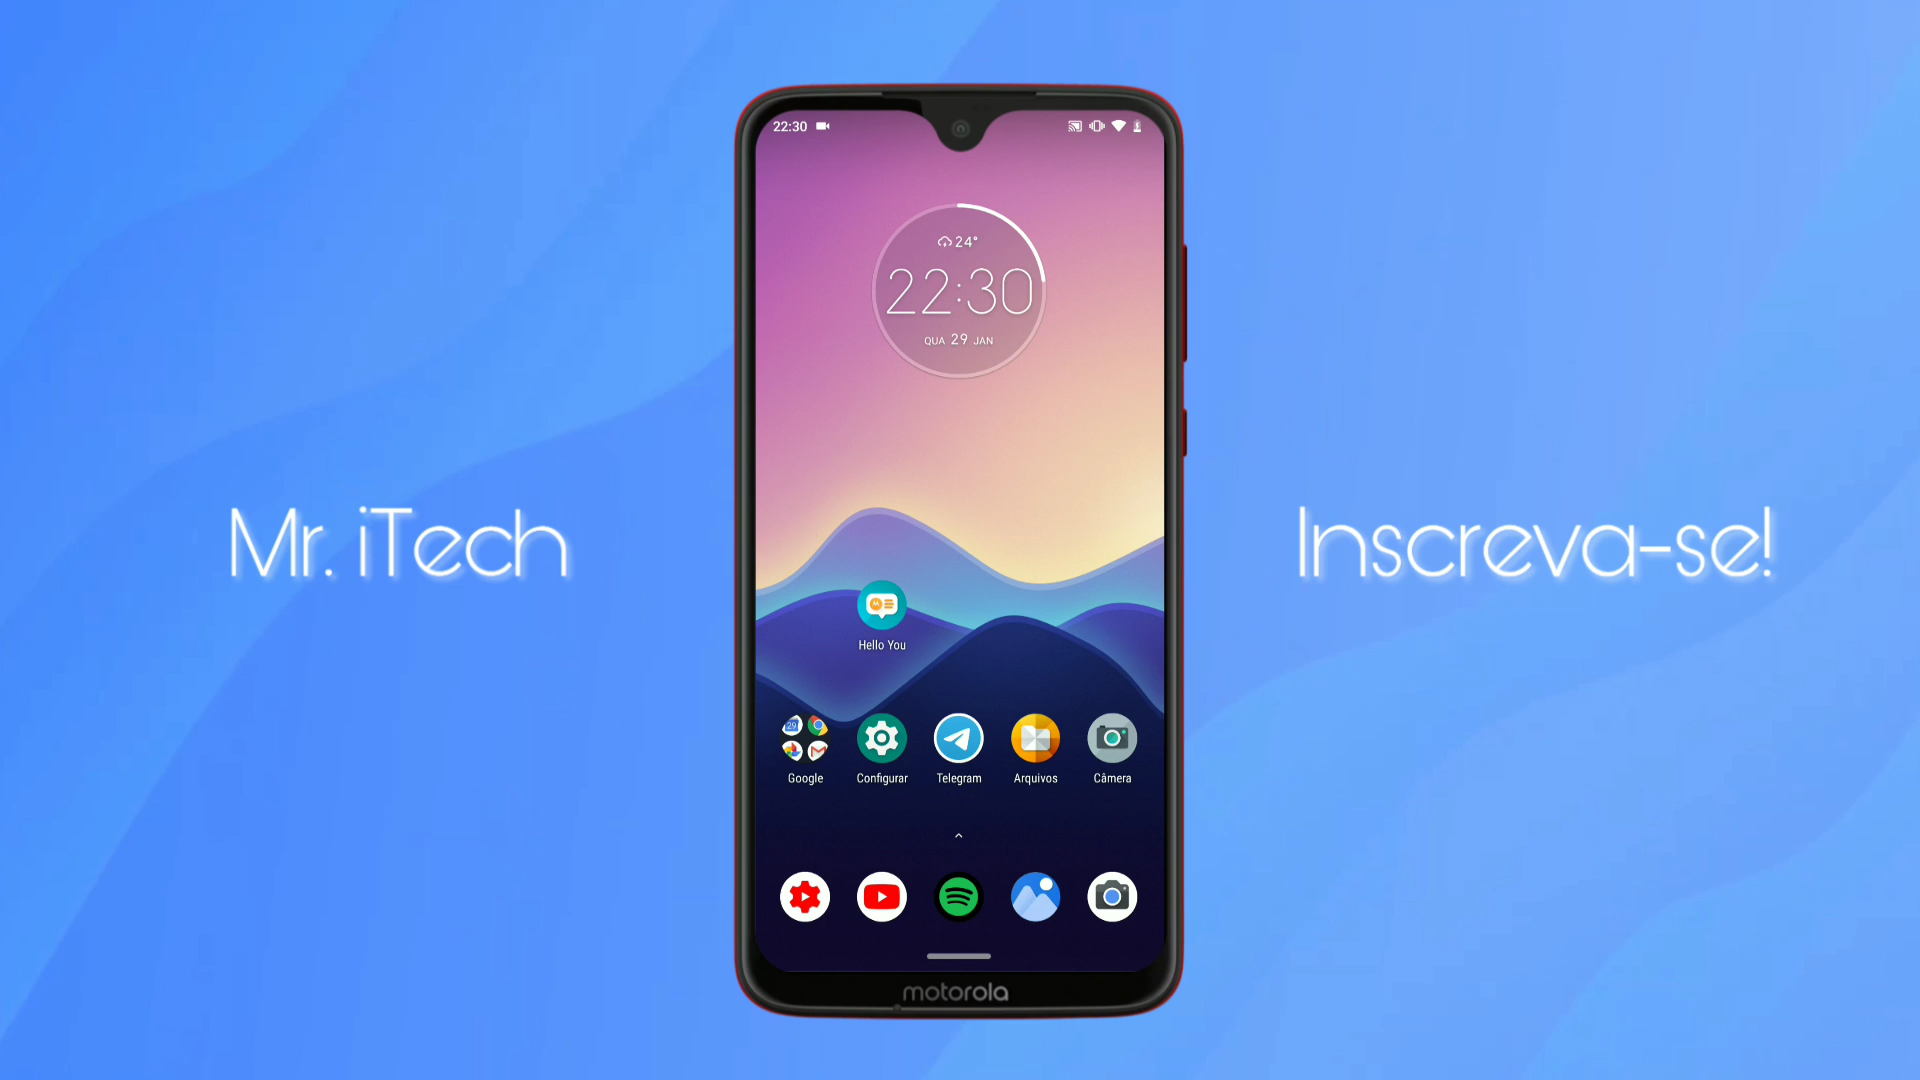 22:30
24°
22:30
QUA 29 JAN
Mr. iTech
Inscreva-se!
Hello You
29
Google
Configurar
Telegram
Arquivos
Câmera
motorola